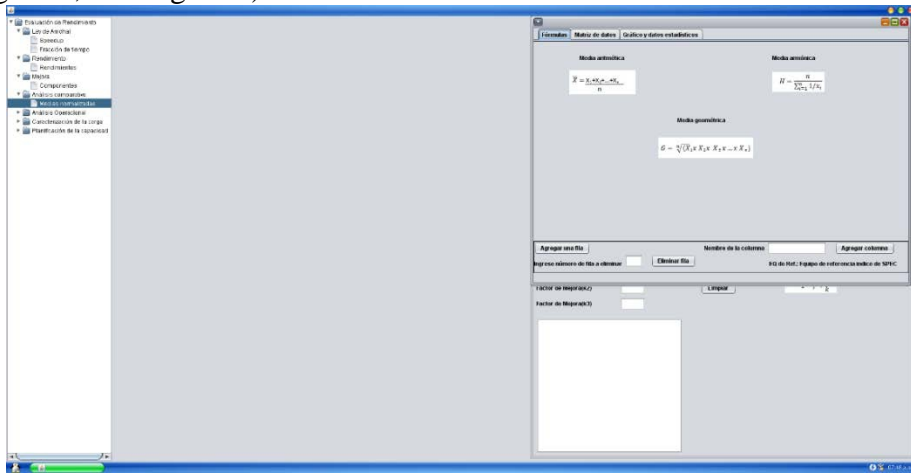 Evaluación de Rendimiento
Ley de Amdhal
Speedup
Fracción de tiempo
Rendimiento
Rendimientos
Mejora
Componentes
Análisis comparativo
Medias normalizadas
Análisis Operacional
Caracterización de la carga
Planificación de la capacidad
Fórmulas Matriz de datos Gráfico y datos estadísticos
Media aritmética Media armónica
n
Media geométrica
Agregar una fila Nombre de la columna Agregar columna
Ingrese número de fila a eliminar Eliminar fila EQ de Ref.: Equipo de referencia indice de SPEC
Factor de Mejora(k2) Limpiar
Factor de Mejora(k3)